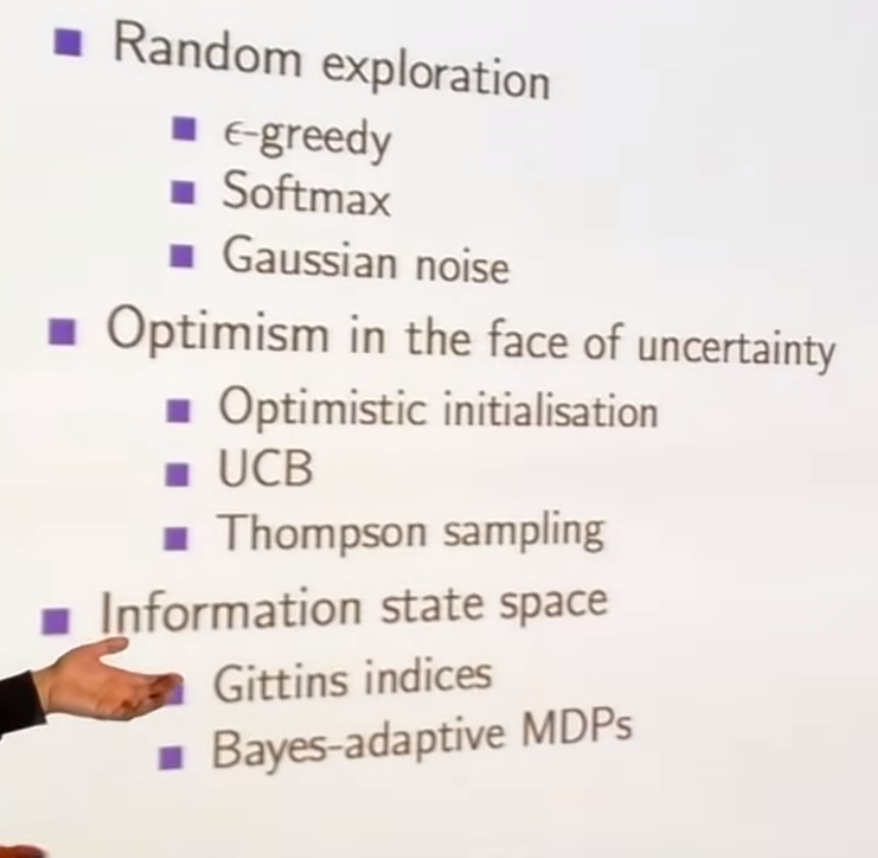 Random exploration
ϵ-greedy
Softmax
Gaussian noise
Optimism in the face of uncertainty
Optimistic initialisation
UCB
Thompson sampling
Information state space
Gittins indices
Bayes-adaptive MDPs